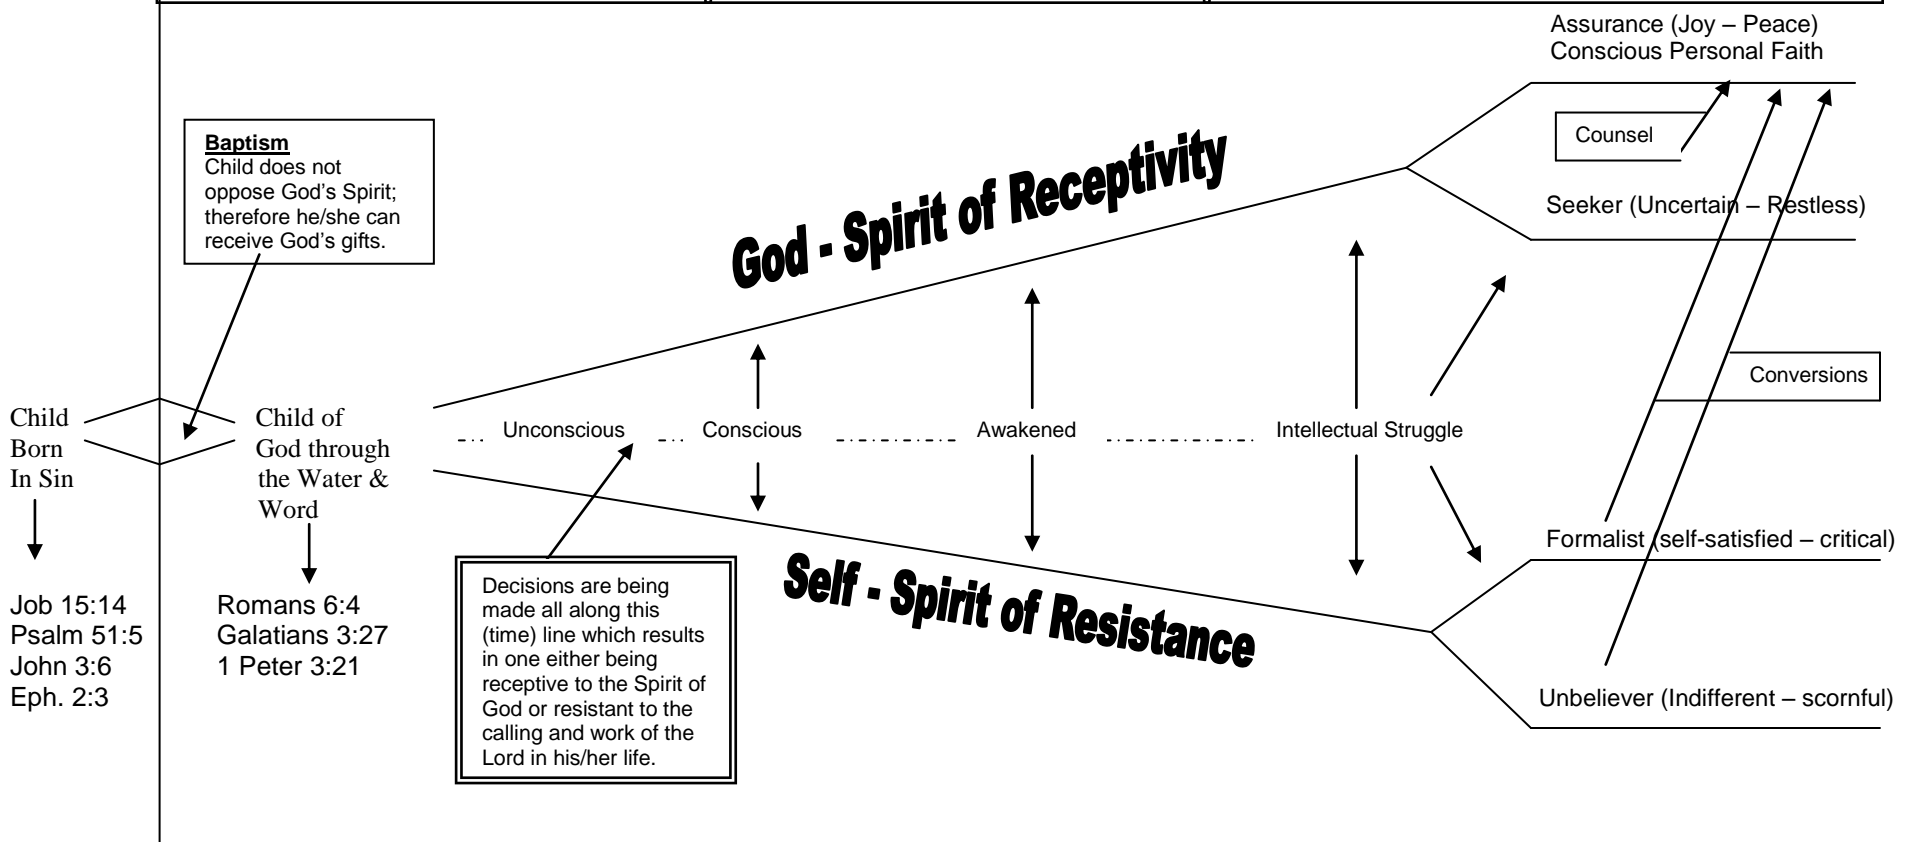 Assurance (Joy – Peace)
Conscious Personal Faith
Counsel
Seeker (Uncertain – Restless)
Baptism
Child does not
oppose God's Spirit;
therefore he/she can
receive God's gifts.
God - Spirit of Receptivity
Conversions
Child
Born
In Sin
Child of
God through
the Water &
Word
Unconscious
Conscious
Awakened
Intellectual Struggle
Job 15:14
Psalm 51:5
John 3:6
Eph. 2:3
Romans 6:4
Galatians 3:27
1 Peter 3:21
Decisions are being
made all along this
(time) line which results
in one either being
receptive to the Spirit of
God or resistant to the
calling and work of the
Lord in his/her life.
Self - Spirit of Resistance
Formalist (self-satisfied – critical)
Unbeliever (Indifferent – scornful)